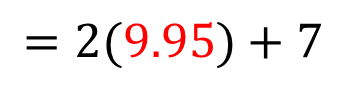 = 2(9.95) + 7